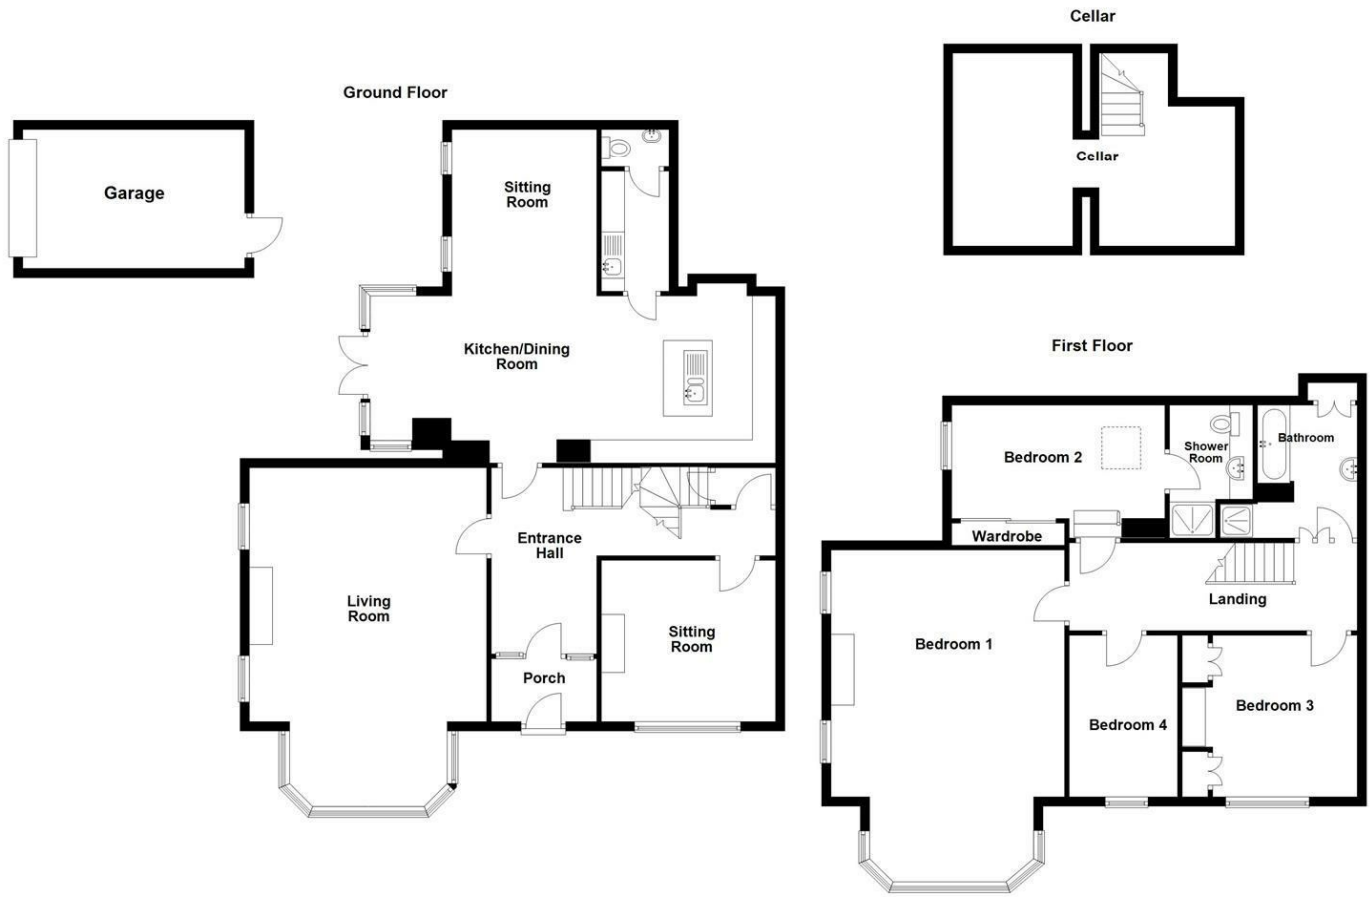 Cellar
Cellar
Ground Floor
Garage
Sitting
Room
Kitchen/Dining
Room
Entrance
Hall
Living
Room
Sitting
Room
Porch
First Floor
Bedroom 2
Shower
Room
Bathroom
Wardrobe
Landing
Bedroom 1
Bedroom 4
Bedroom 3